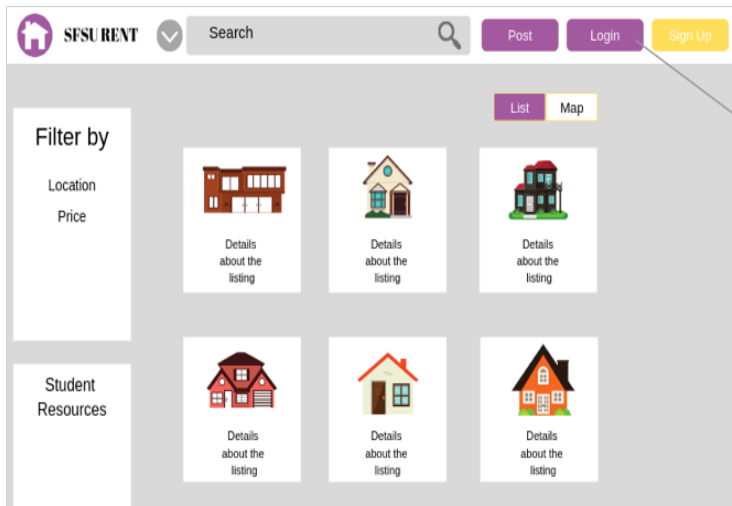 SFSU RENT
Search
Post
Login
Sign Up
List
Map
Filter by
Location
Price
Details
about the
listing
Details
about the
listing
Details
about the
listing
Student
Resources
Details
about the
listing
Details
about the
listing
Details
about the
listing